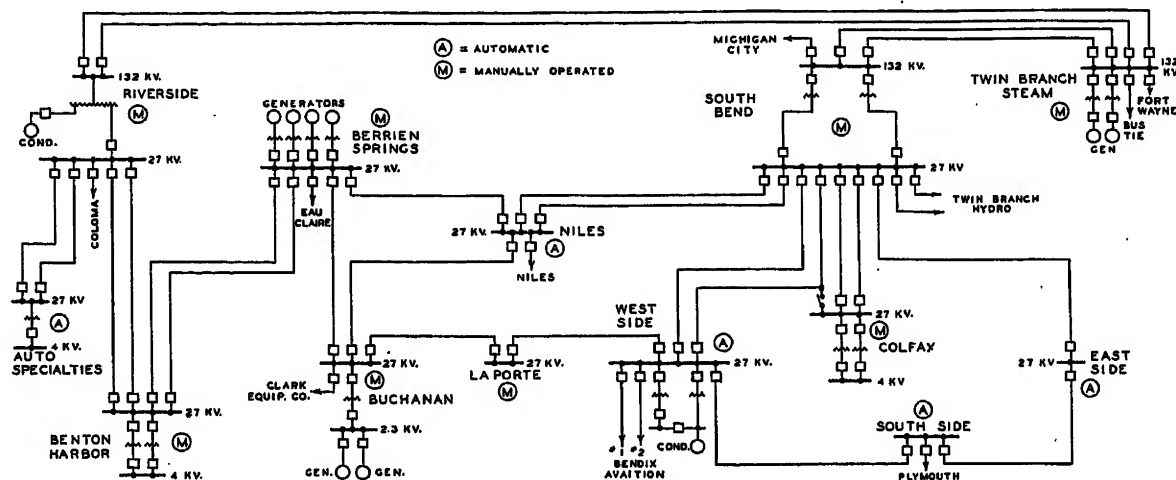 Ⓐ = AUTOMATIC
Ⓜ = MANUALLY OPERATED
132 KV.
RIVERSIDE
Ⓜ
COND.
27 KV.
COLOMA
27 KV
Ⓐ
4 KV.
AUTO
SPECIALTIES
27 KV
BENTON
HARBOR
Ⓜ
4 KV.
GENERATORS
Ⓜ
BERRIEN
SPRINGS
27 KV.
EAU
CLAIRE
27 KV.
NILES
Ⓐ
NILES
27 KV.
Ⓜ
CLARK
EQUIP. CO.
BUCHANAN
2.3 KV.
GEN.
GEN.
27 KV.
LA PORTE
Ⓜ
WEST
SIDE
Ⓐ
27 KV.
#1
#2
BENDIX
AVAITION
COND.
MICHIGAN
CITY
132 KV.
SOUTH
BEND
Ⓜ
27 KV
TWIN BRANCH
HYDRO
27 KV.
Ⓜ
COLFAX
4 KV
27 KV
EAST
SIDE
Ⓐ
Ⓐ
SOUTH SIDE
PLYMOUTH
132
KV.
TWIN BRANCH
STEAM
Ⓜ
FORT
WAYNE
BUS
TIE
GEN